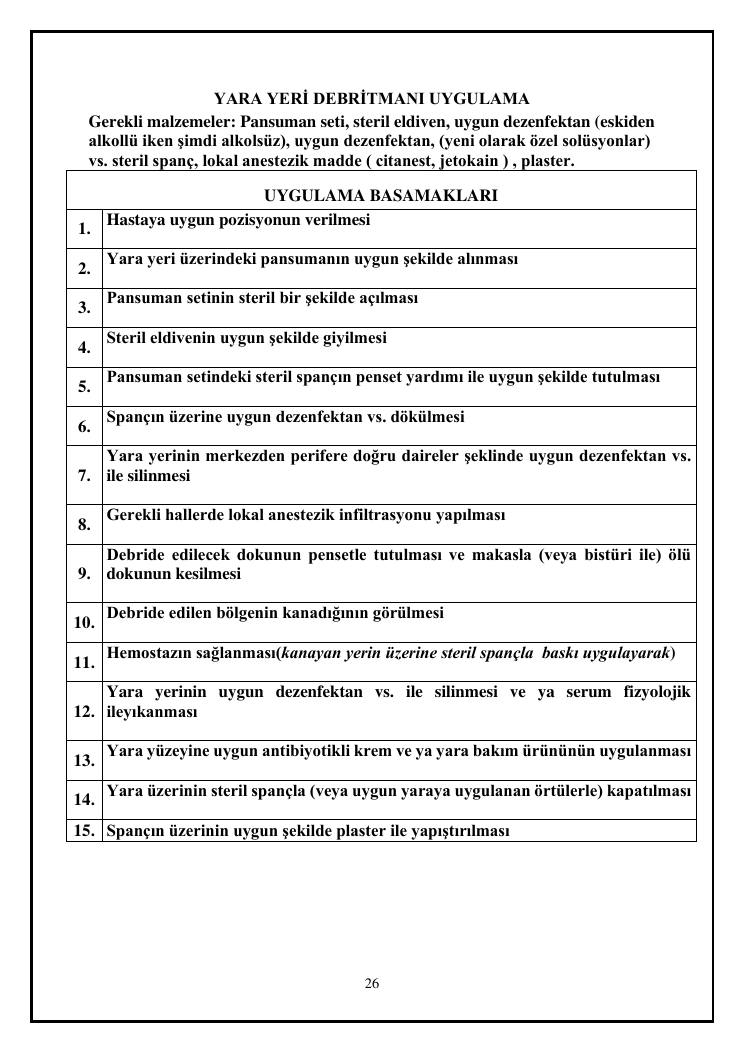 YARA YERİ DEBRİTMANI UYGULAMA
Gerekli malzemeler: Pansuman seti, steril eldiven, uygun dezenfektan (eskiden
alkollü iken şimdi alkolsüz), uygun dezenfektan, (yeni olarak özel solüsyonlar)
vs. steril spanç, lokal anestezik madde ( citanest, jetokain ) , plaster.
UYGULAMA BASAMAKLARI
1. Hastaya uygun pozisyonun verilmesi
2. Yara yeri üzerindeki pansumanın uygun şekilde alınması
3. Pansuman setinin steril bir şekilde açılması
4. Steril eldivenin uygun şekilde giyilmesi
5. Pansuman setindeki steril spançın penset yardımı ile uygun şekilde tutulması
6. Spançın üzerine uygun dezenfektan vs. dökülmesi
7. Yara yerinin merkezden perifere doğru daireler şeklinde uygun dezenfektan vs.
ile silinmesi
8. Gerekli hallerde lokal anestezik infiltrasyonu yapılması
9. Debride edilecek dokunun pensetle tutulması ve makasla (veya bistüri ile) ölü
dokunun kesilmesi
10. Debride edilen bölgenin kanadığının görülmesi
11. Hemostazın sağlanması(kanayan yerin üzerine steril spançla baskı uygulayarak)
12. Yara yerinin uygun dezenfektan vs. ile silinmesi ve ya serum fizyolojik
ileyıkanması
13. Yara yüzeyine uygun antibiyotikli krem ve ya yara bakım ürününün uygulanması
14. Yara üzerinin steril spançla (veya uygun yaraya uygulanan örtülerle) kapatılması
15. Spançın üzerinin uygun şekilde plaster ile yapıştırılması
26